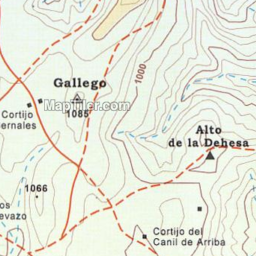 1000
Gallego
MapTiler.com
1085
Cortijo
ernales
Alto
de la Dehesa
1066
os
evazo
Cortijo del
Canil de Arriba